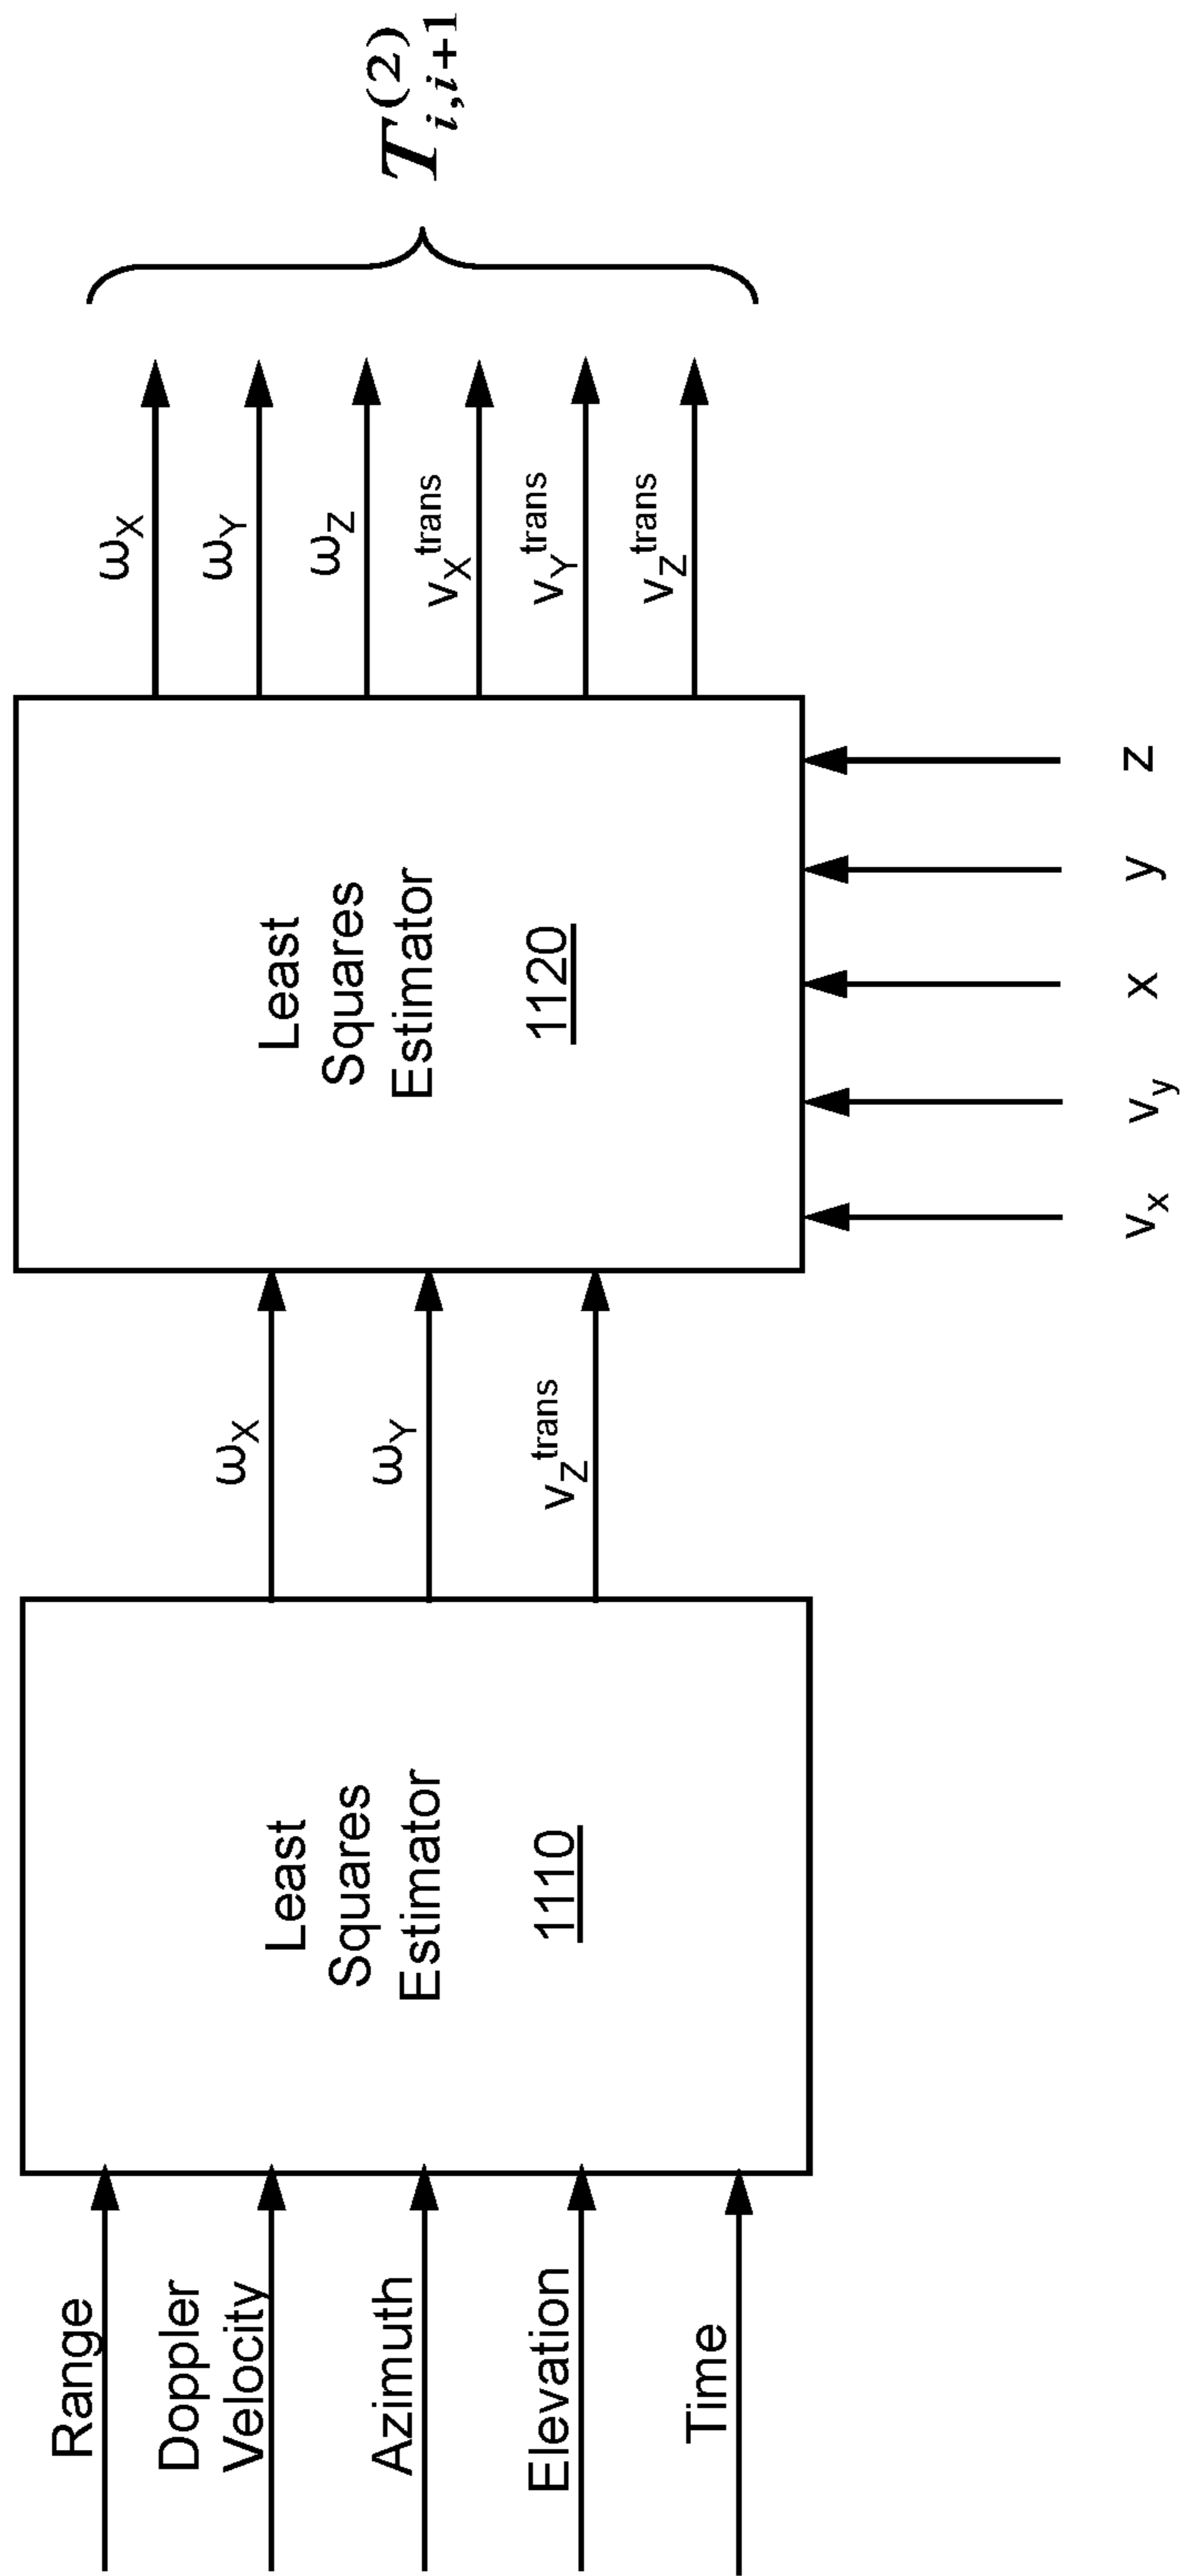 Range
Doppler
Velocity
Azimuth
Elevation
Time
Least
Squares
Estimator
1110
ωX
ωY
vZtrans
Least
Squares
Estimator
1120
vx
vy
x
y
z
ωX
ωY
ωZ
vXtrans
vYtrans
vZtrans
T(2)i,i+1